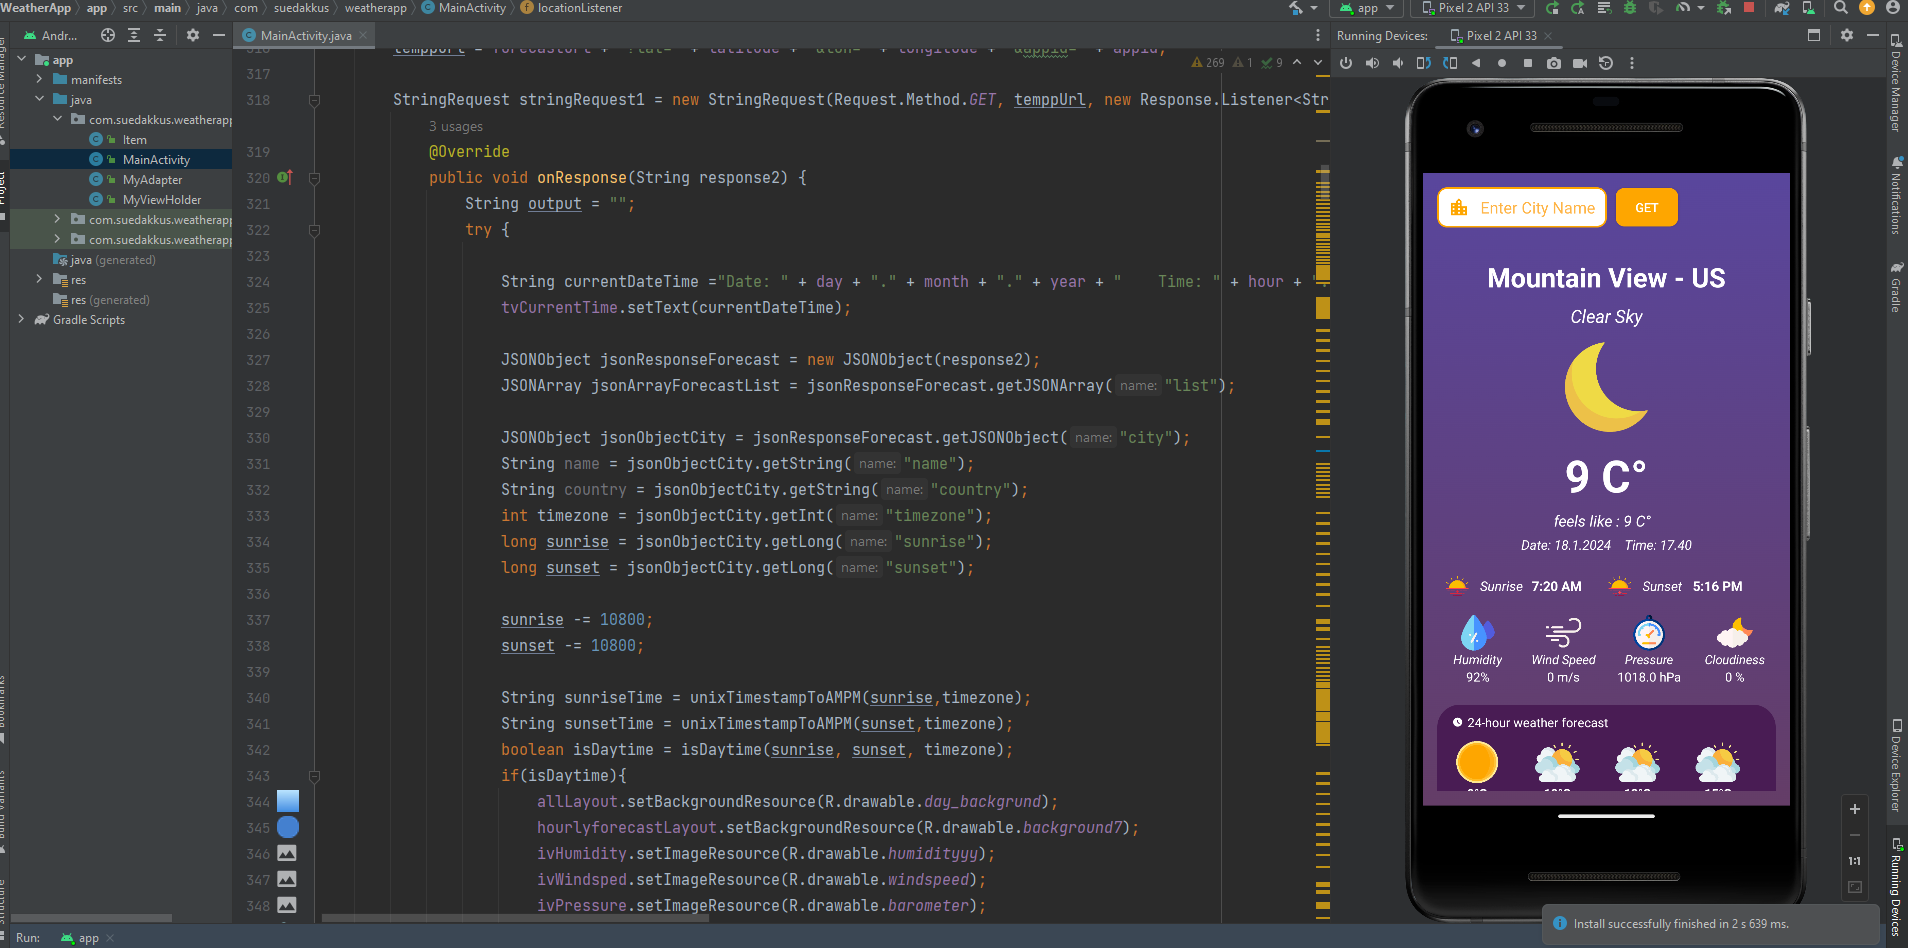 WeatherApp app src main java com suedakkus weatherapp MainActivity locationListener
app Pixel 2 API 33
Andr... MainActivity.java Running Devices: Pixel 2 API 33
app
manifests
java
com.suedakkus.weatherapp
Item
MainActivity
MyAdapter
MyViewHolder
com.suedakkus.weatherapp
com.suedakkus.weatherapp
java (generated)
res
res (generated)
Gradle Scripts
Project
269 1 9
317
318 StringRequest stringRequest1 = new StringRequest(Request.Method.GET, temppUrl, new Response.Listener<Str
3 usages
319 @Override
320 public void onResponse(String response2) {
321 String output = "";
322 try {
323
324 String currentDateTime ="Date: " + day + "." + month + "." + year + "    Time: " + hour + "
325 tvCurrentTime.setText(currentDateTime);
326
327 JSONObject jsonResponseForecast = new JSONObject(response2);
328 JSONArray jsonArrayForecastList = jsonResponseForecast.getJSONArray( name: "list");
329
330 JSONObject jsonObjectCity = jsonResponseForecast.getJSONObject( name: "city");
331 String name = jsonObjectCity.getString( name: "name");
332 String country = jsonObjectCity.getString( name: "country");
333 int timezone = jsonObjectCity.getInt( name: "timezone");
334 long sunrise = jsonObjectCity.getLong( name: "sunrise");
335 long sunset = jsonObjectCity.getLong( name: "sunset");
336
337 sunrise -= 10800;
338 sunset -= 10800;
339
340 String sunriseTime = unixTimestampToAMPM(sunrise,timezone);
341 String sunsetTime = unixTimestampToAMPM(sunset,timezone);
342 boolean isDaytime = isDaytime(sunrise, sunset, timezone);
343 if(isDaytime){
344 allLayout.setBackgroundResource(R.drawable.day_backgrund);
345 hourlyforecastLayout.setBackgroundResource(R.drawable.background7);
346 ivHumidity.setImageResource(R.drawable.humidityyy);
347 ivWindsped.setImageResource(R.drawable.windspeed);
348 ivPressure.setImageResource(R.drawable.barometer);
Enter City Name GET
Mountain View - US
Clear Sky
9 C°
feels like : 9 C°
Date: 18.1.2024 Time: 17.40
Sunrise 7:20 AM Sunset 5:16 PM
Humidity Wind Speed Pressure Cloudiness
92% 0 m/s 1018.0 hPa 0 %
24-hour weather forecast
Device Manager
Notifications
Gradle
Device Explorer
Running Devices
1:1
Install successfully finished in 2 s 639 ms.
Run: app